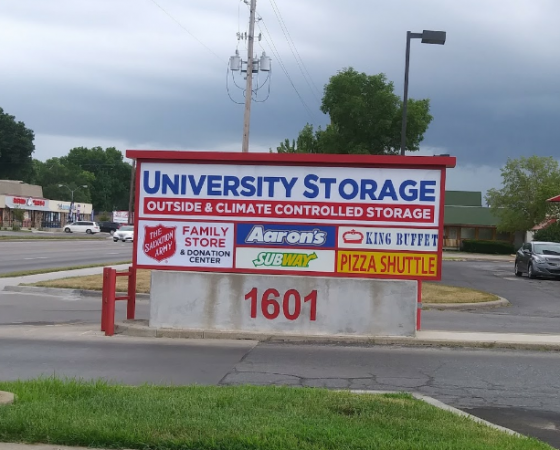 UNIVERSITY STORAGE
OUTSIDE & CLIMATE CONTROLLED STORAGE
THE SALVATION ARMY
FAMILY STORE
& DONATION CENTER
Aaron's
SUBWAY
KING BUFFET
PIZZA SHUTTLE
1601